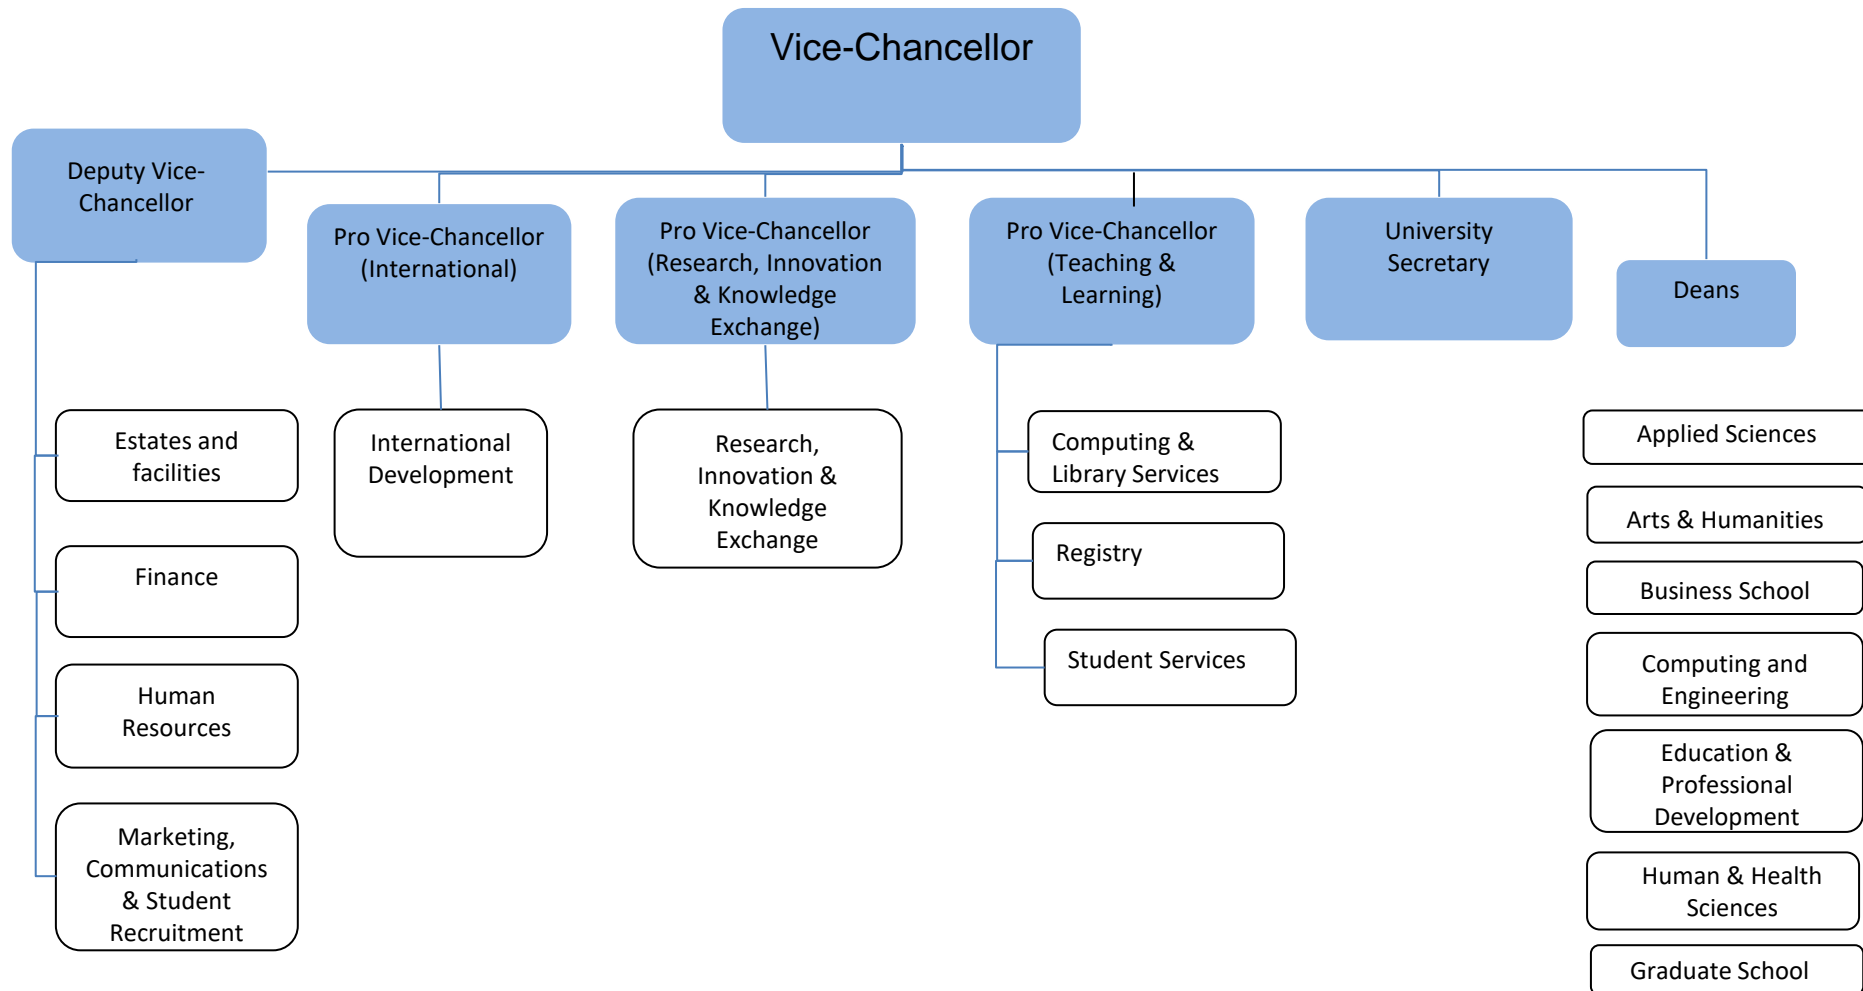 Vice-Chancellor
Deputy Vice-
Chancellor
Pro Vice-Chancellor
(International)
Pro Vice-Chancellor
(Research, Innovation
& Knowledge
Exchange)
Pro Vice-Chancellor
(Teaching &
Learning)
University
Secretary
Deans
Estates and
facilities
Finance
Human
Resources
Marketing,
Communications
& Student
Recruitment
International
Development
Research,
Innovation &
Knowledge
Exchange
Computing &
Library Services
Registry
Student Services
Applied Sciences
Arts & Humanities
Business School
Computing and
Engineering
Education &
Professional
Development
Human & Health
Sciences
Graduate School